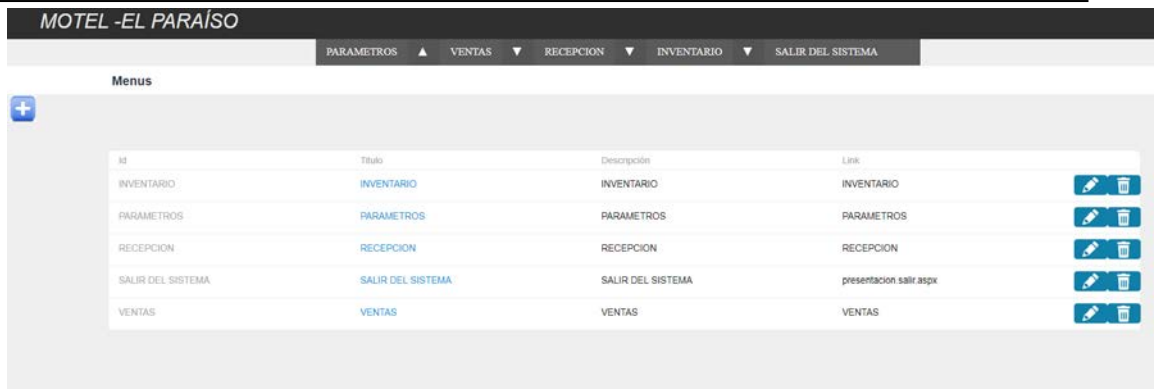 MOTEL -EL PARAÍSO
PARAMETROS ▲ VENTAS ▼ RECEPCION ▼ INVENTARIO ▼ SALIR DEL SISTEMA
Menus
Id Título Descripción Link
INVENTARIO INVENTARIO INVENTARIO INVENTARIO
PARAMETROS PARAMETROS PARAMETROS PARAMETROS
RECEPCION RECEPCION RECEPCION RECEPCION
SALIR DEL SISTEMA SALIR DEL SISTEMA SALIR DEL SISTEMA presentacion.salir.aspx
VENTAS VENTAS VENTAS VENTAS